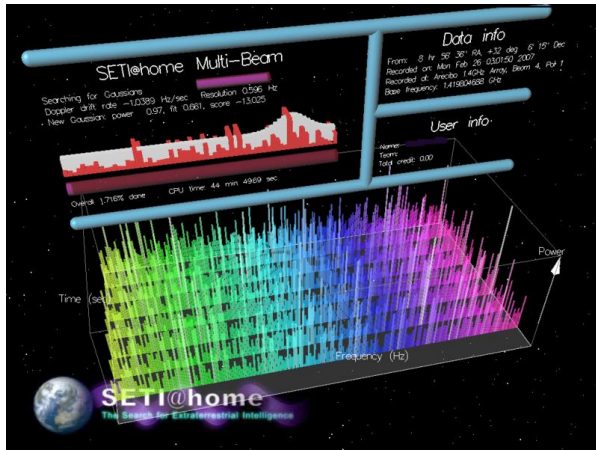 SETI@home Multi-Beam
Searching for Gaussians
Doppler drift rate -1.0389 Hz/sec Resolution 0.596 Hz
New Gaussian: power 0.97, fit 0.661, score -13.025
Overall 1.716% done CPU time: 44 min 49.69 sec
Data info
From: 8 hr 56' 36" RA, +32 deg 6' 15" Dec
Recorded on: Mon Feb 26 03:01:50 2007
Recorded at: Arecibo 1.4GHz Array, Beam 4, Pol 1
Base frequency: 1.419804688 GHz
User info
Name:
Team:
Total credit: 0.00
Power
Time (sec)
Frequency (Hz)
SETI@home
The Search for Extraterrestrial Intelligence